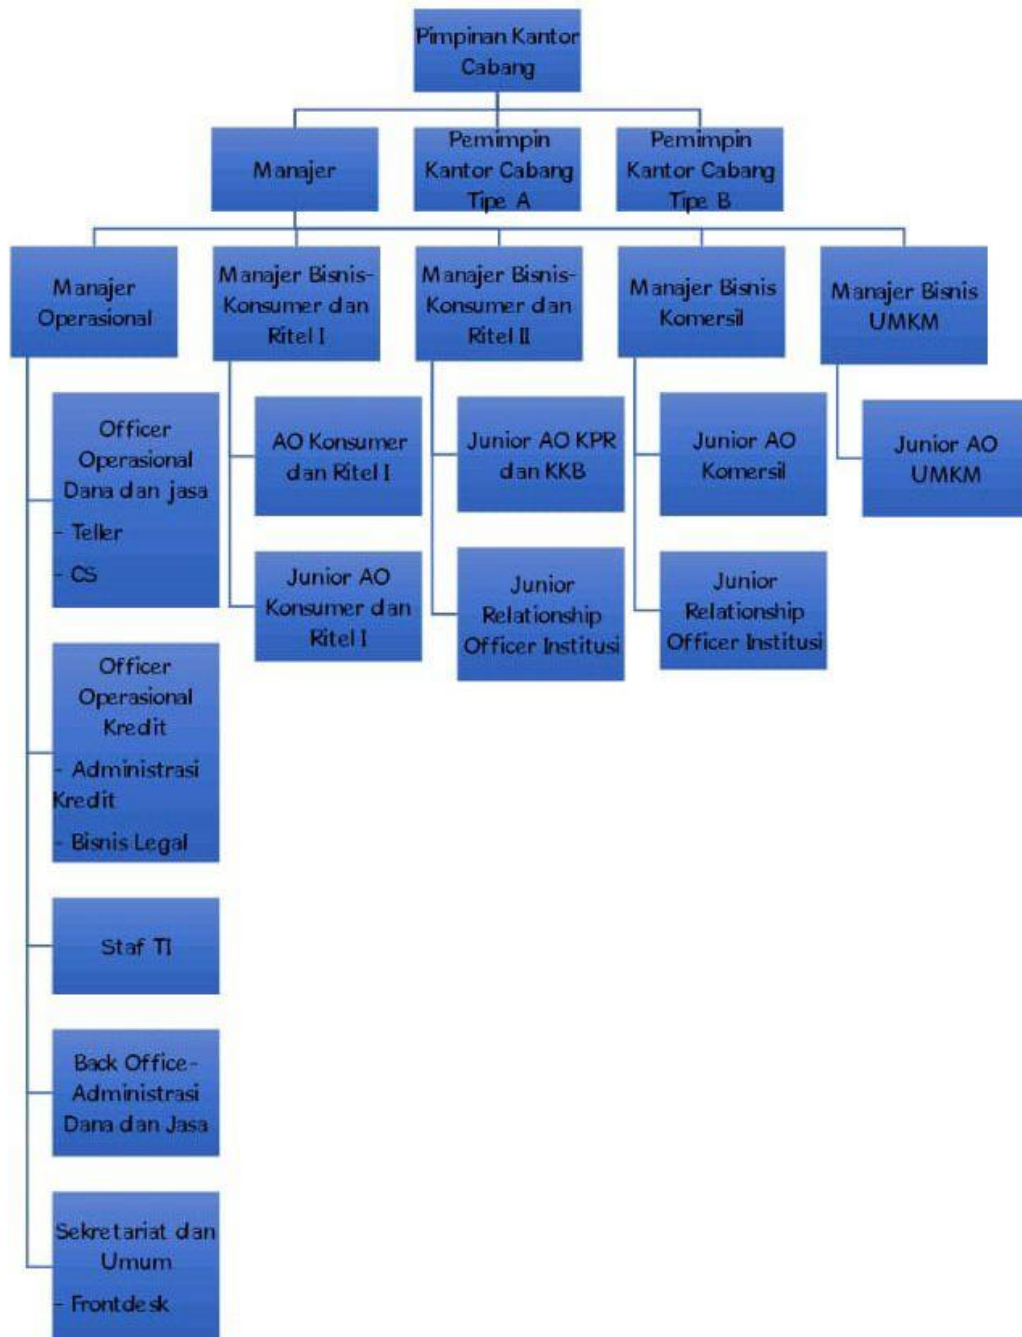 Pimpinan Kantor
Cabang
Manajer
Pemimpin
Kantor Cabang
Tipe A
Pemimpin
Kantor Cabang
Tipe B
Manajer
Operasional
Manajer Bisnis-
Konsumer dan
Ritel I
Manajer Bisnis-
Konsumer dan
Ritel II
Manajer Bisnis
Komersil
Manajer Bisnis
UMKM
Officer
Operasional
Dana dan jasa
- Teller
- CS
AO Konsumer
dan Ritel I
Junior AO KPR
dan KKB
Junior AO
Komersil
Junior AO
UMKM
Junior AO
Konsumer dan
Ritel I
Junior
Relationship
Officer Institusi
Junior
Relationship
Officer Institusi
Officer
Operasional
Kredit
- Administrasi
Kredit
- Bisnis Legal
Staf TI
Back Office-
Administrasi
Dana dan Jasa
Sekretariat dan
Umum
- Frontdesk